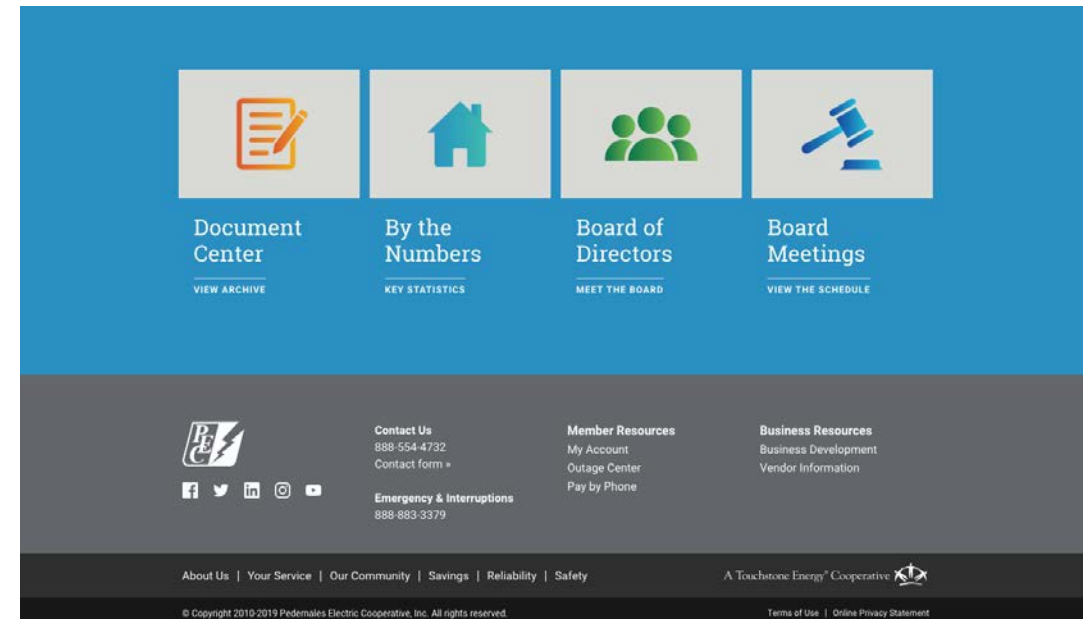 Document
Center
VIEW ARCHIVE
By the
Numbers
KEY STATISTICS
Board of
Directors
MEET THE BOARD
Board
Meetings
VIEW THE SCHEDULE
PEC
Contact Us
888-554-4732
Contact form »
Emergency & Interruptions
888-883-3379
Member Resources
My Account
Outage Center
Pay by Phone
Business Resources
Business Development
Vendor Information
About Us | Your Service | Our Community | Savings | Reliability | Safety
A Touchstone Energy® Cooperative
© Copyright 2010-2019 Pedernales Electric Cooperative, Inc. All rights reserved.
Terms of Use | Online Privacy Statement